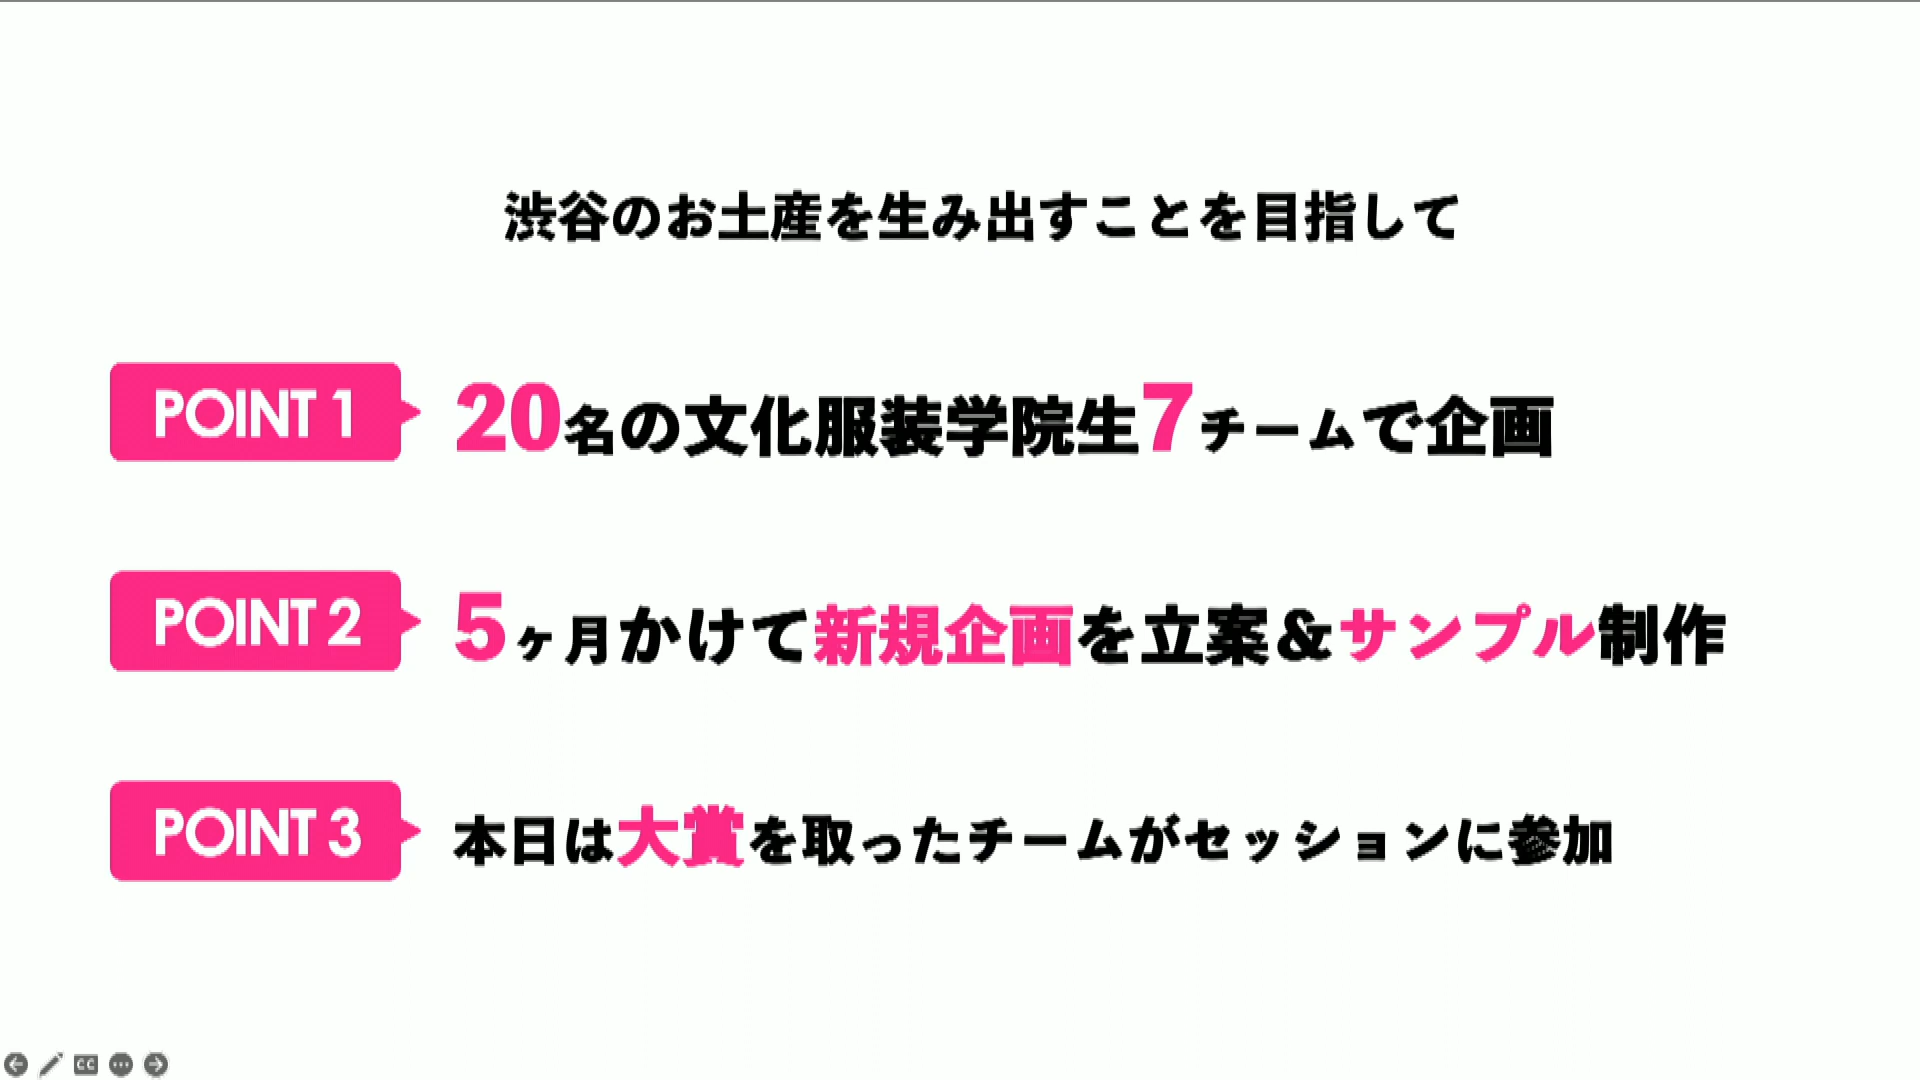 渋谷のお土産を生み出すことを目指して
POINT 1
20名の文化服装学院生7チームで企画
POINT 2
5ヶ月かけて新規企画を立案&サンプル制作
POINT 3
本日は大賞を取ったチームがセッションに参加
CC